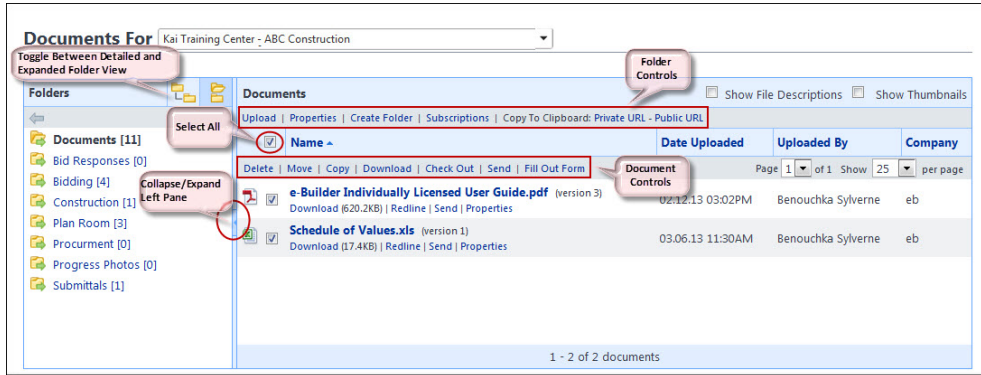 Documents For Kai Training Center - ABC Construction
Toggle Between Detailed and
Expanded Folder View
Folder
Controls
Folders
Documents
Show File Descriptions Show Thumbnails
Upload | Properties | Create Folder | Subscriptions | Copy To Clipboard: Private URL - Public URL
Select All
Documents [11]
Name
Date Uploaded
Uploaded By
Company
Bid Responses [0]
Delete | Move | Copy | Download | Check Out | Send | Fill Out Form
Document
Controls
Page 1 of 1 Show 25 per page
Bidding [4]
Collapse/Expand
Left Pane
Construction [1]
e-Builder Individually Licensed User Guide.pdf (version 3)
02.12.13 03:02PM
Benouchka Sylverne
eb
Download (620.2KB) | Redline | Send | Properties
Plan Room [3]
Schedule of Values.xls (version 1)
03.06.13 11:30AM
Benouchka Sylverne
eb
Download (17.4KB) | Redline | Send | Properties
Procurment [0]
Progress Photos [0]
Submittals [1]
1 - 2 of 2 documents